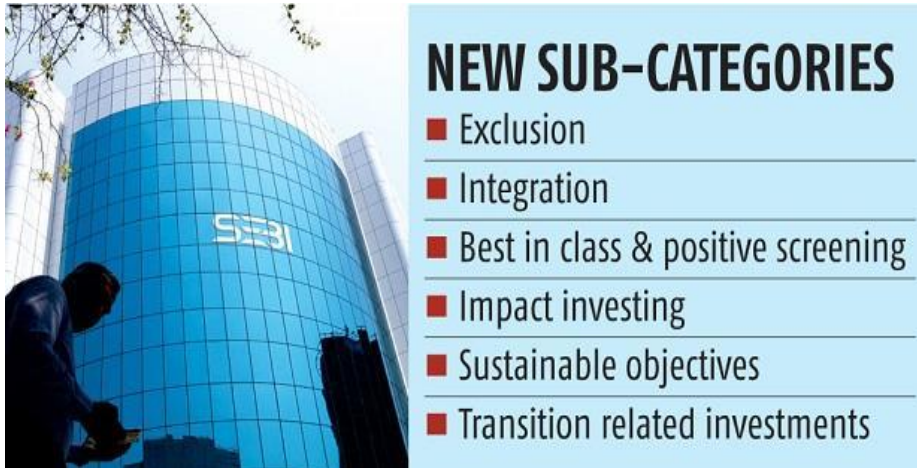 SEBI
NEW SUB-CATEGORIES
Exclusion
Integration
Best in class & positive screening
Impact investing
Sustainable objectives
Transition related investments